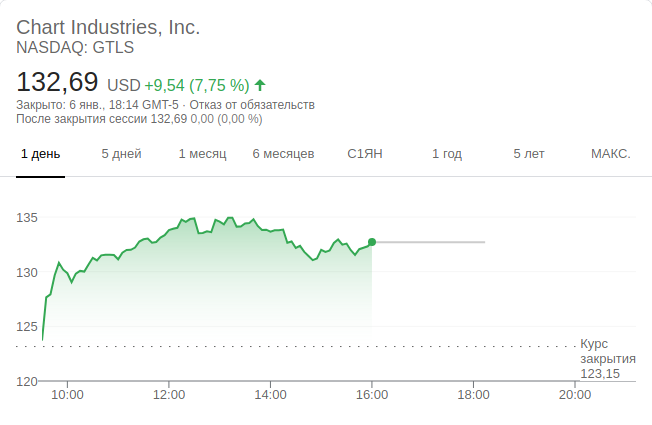 Chart Industries, Inc.
NASDAQ: GTLS
132,69 USD +9,54 (7,75 %)
Закрыто: 6 янв., 18:14 GMT-5 · Отказ от обязательств
После закрытия сессии 132,69 0,00 (0,00 %)
1 день 5 дней 1 месяц 6 месяцев С1ЯН 1 год 5 лет МАКС.
135
130
125
Курс
закрытия
123,15
120
10:00 12:00 14:00 16:00 18:00 20:00